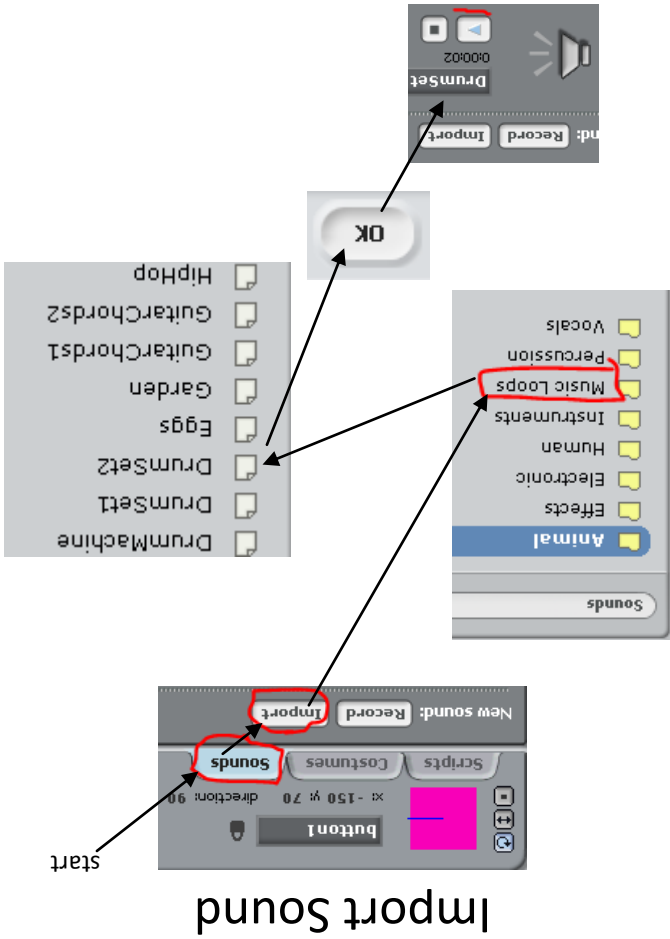 Import Sound
start
button1
x: -150 y: 70 direction: 90
Scripts Costumes Sounds
New sound: Record Import
Sounds
Animal
Effects
Electronic
Human
Instruments
Music Loops
Percussion
Vocals
DrumMachine
DrumSet1
DrumSet2
Eggs
Garden
GuitarChords1
GuitarChords2
HipHop
OK
nd: Record Import
DrumSet
0:00:02